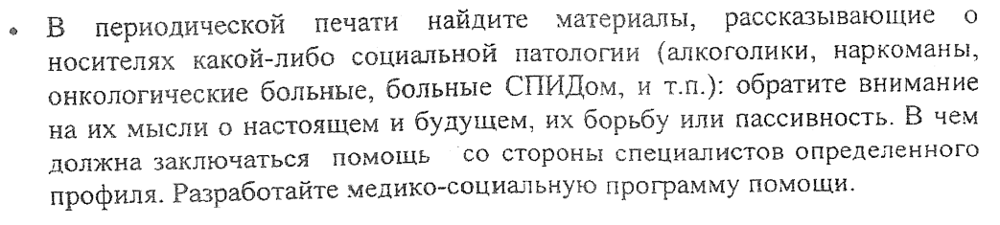 • В периодической печати найдите материалы, рассказывающие о
носителях какой-либо социальной патологии (алкоголики, наркоманы,
онкологические больные, больные СПИДом, и т.п.): обратите внимание
на их мысли о настоящем и будущем, их борьбу или пассивность. В чем
должна заключаться помощь со стороны специалистов определенного
профиля. Разработайте медико-социальную программу помощи.